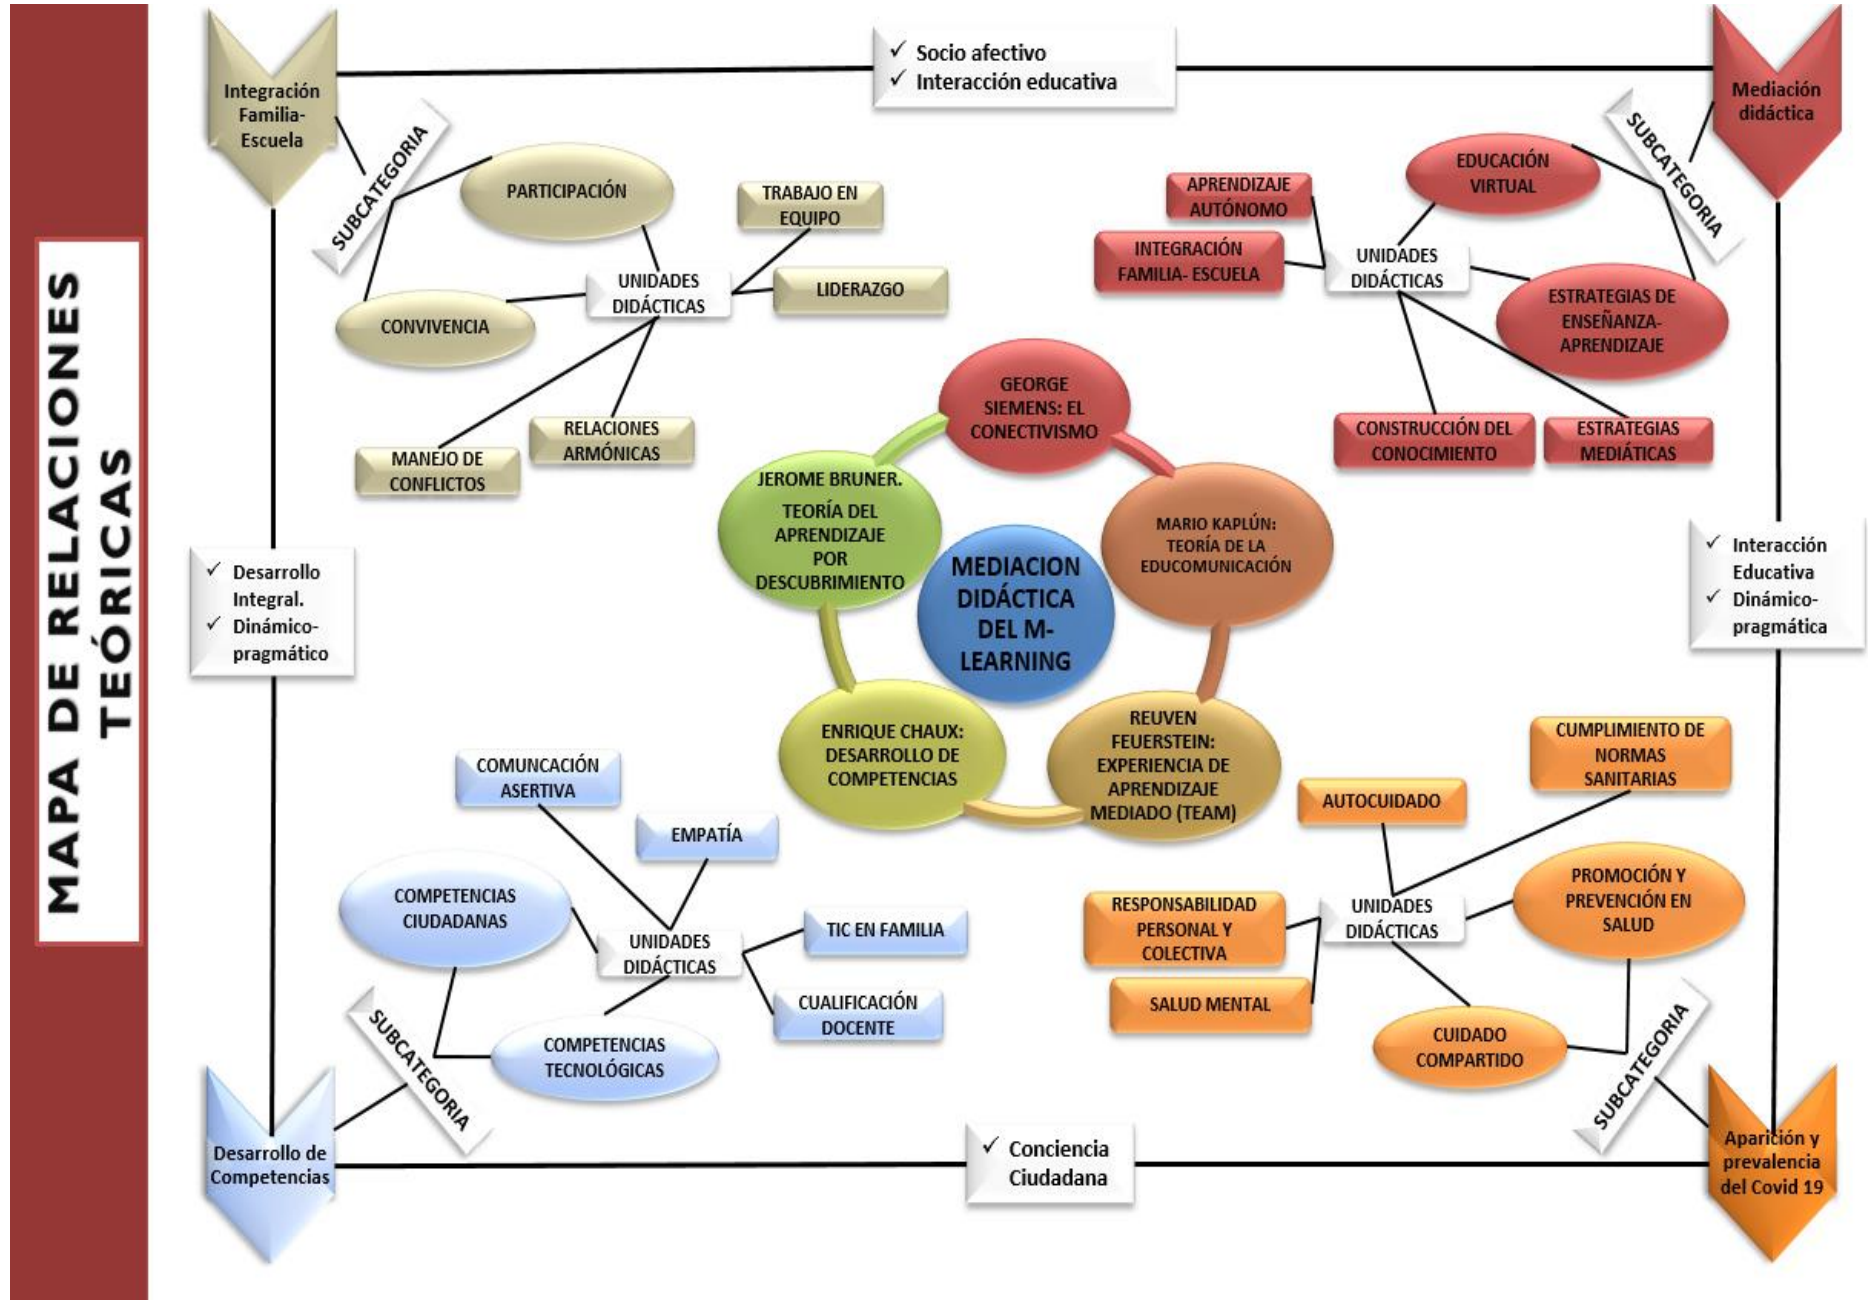 MAPA DE RELACIONES
TEÓRICAS
Integración
Familia-
Escuela
✓ Socio afectivo
✓ Interacción educativa
Mediación
didáctica
SUBCATEGORIA
PARTICIPACIÓN
CONVIVENCIA
UNIDADES
DIDÁCTICAS
TRABAJO EN
EQUIPO
LIDERAZGO
MANEJO DE
CONFLICTOS
RELACIONES
ARMÓNICAS
SUBCATEGORIA
EDUCACIÓN
VIRTUAL
APRENDIZAJE
AUTÓNOMO
INTEGRACIÓN
FAMILIA- ESCUELA
UNIDADES
DIDÁCTICAS
ESTRATEGIAS DE
ENSEÑANZA-
APRENDIZAJE
CONSTRUCCIÓN DEL
CONOCIMIENTO
ESTRATEGIAS
MEDIÁTICAS
GEORGE
SIEMENS: EL
CONECTIVISMO
JEROME BRUNER.
TEORÍA DEL
APRENDIZAJE
POR
DESCUBRIMIENTO
MARIO KAPLÚN:
TEORÍA DE LA
EDUCOMUNICACIÓN
MEDIACION
DIDÁCTICA
DEL M-
LEARNING
ENRIQUE CHAUX:
DESARROLLO DE
COMPETENCIAS
REUVEN
FEUERSTEIN:
EXPERIENCIA DE
APRENDIZAJE
MEDIADO (TEAM)
✓ Desarrollo
Integral.
✓ Dinámico-
pragmático
✓ Interacción
Educativa
✓ Dinámico-
pragmática
COMUNCACIÓN
ASERTIVA
EMPATÍA
COMPETENCIAS
CIUDADANAS
UNIDADES
DIDÁCTICAS
TIC EN FAMILIA
CUALIFICACIÓN
DOCENTE
COMPETENCIAS
TECNOLÓGICAS
SUBCATEGORIA
CUMPLIMIENTO DE
NORMAS
SANITARIAS
AUTOCUIDADO
PROMOCIÓN Y
PREVENCIÓN EN
SALUD
RESPONSABILIDAD
PERSONAL Y
COLECTIVA
UNIDADES
DIDÁCTICAS
SALUD MENTAL
CUIDADO
COMPARTIDO
SUBCATEGORIA
Desarrollo de
Competencias
✓ Conciencia
Ciudadana
Aparición y
prevalencia
del Covid 19